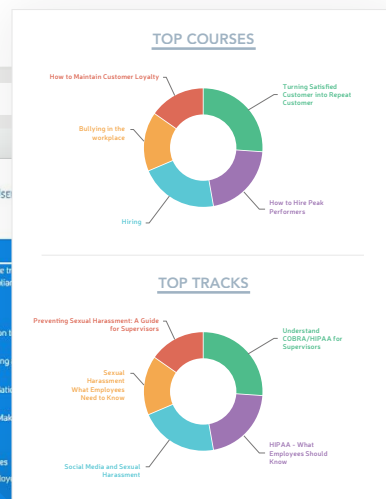 TOP COURSES
How to Maintain Customer Loyalty
Turning Satisfied
Customer into Repeat
Customer
Bullying in the
workplace
How to Hire Peak
Performers
Hiring
TOP TRACKS
Preventing Sexual Harassment: A Guide
for Supervisors
Understand
COBRA/HIPAA for
Supervisors
Sexual
Harassment
What Employees
Need to Know
HIPAA - What
Employees Should
Know
Social Media and Sexual
Harassment